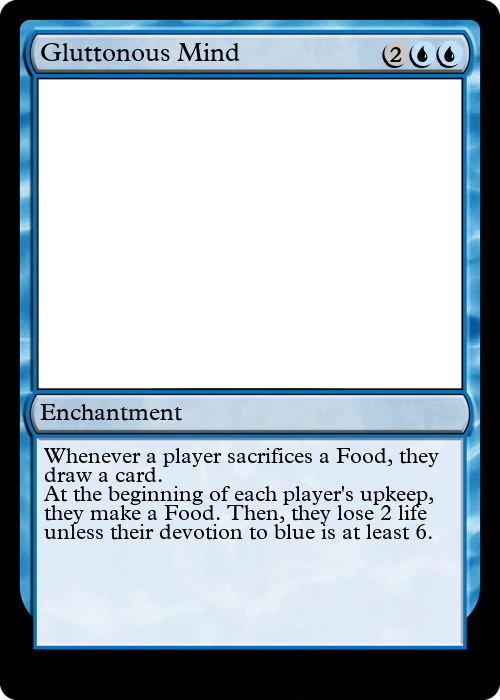 Gluttonous Mind 2
Enchantment
Whenever a player sacrifices a Food, they
draw a card.
At the beginning of each player's upkeep,
they make a Food. Then, they lose 2 life
unless their devotion to blue is at least 6.